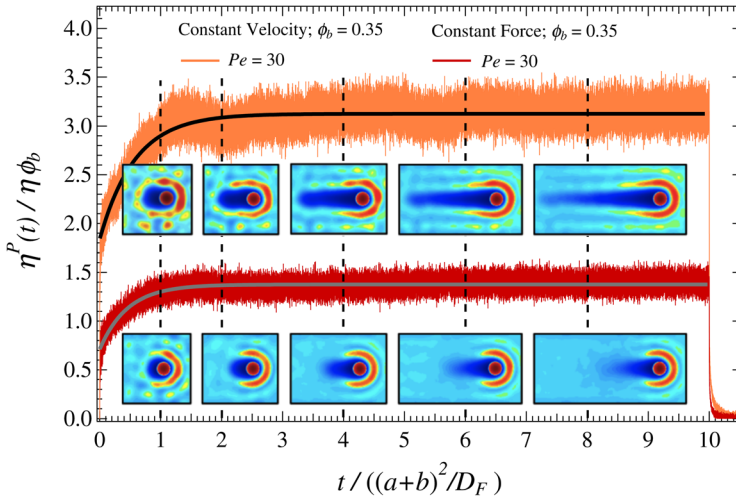 Constant Velocity; ϕ_b = 0.35 Constant Force; ϕ_b = 0.35
Pe = 30 Pe = 30
4.0
3.5
3.0
2.5
2.0
1.5
1.0
0.5
0.0
η^P(t) / ηϕ_b
0 1 2 3 4 5 6 7 8 9 10
t / ((a+b)^2/D_F)